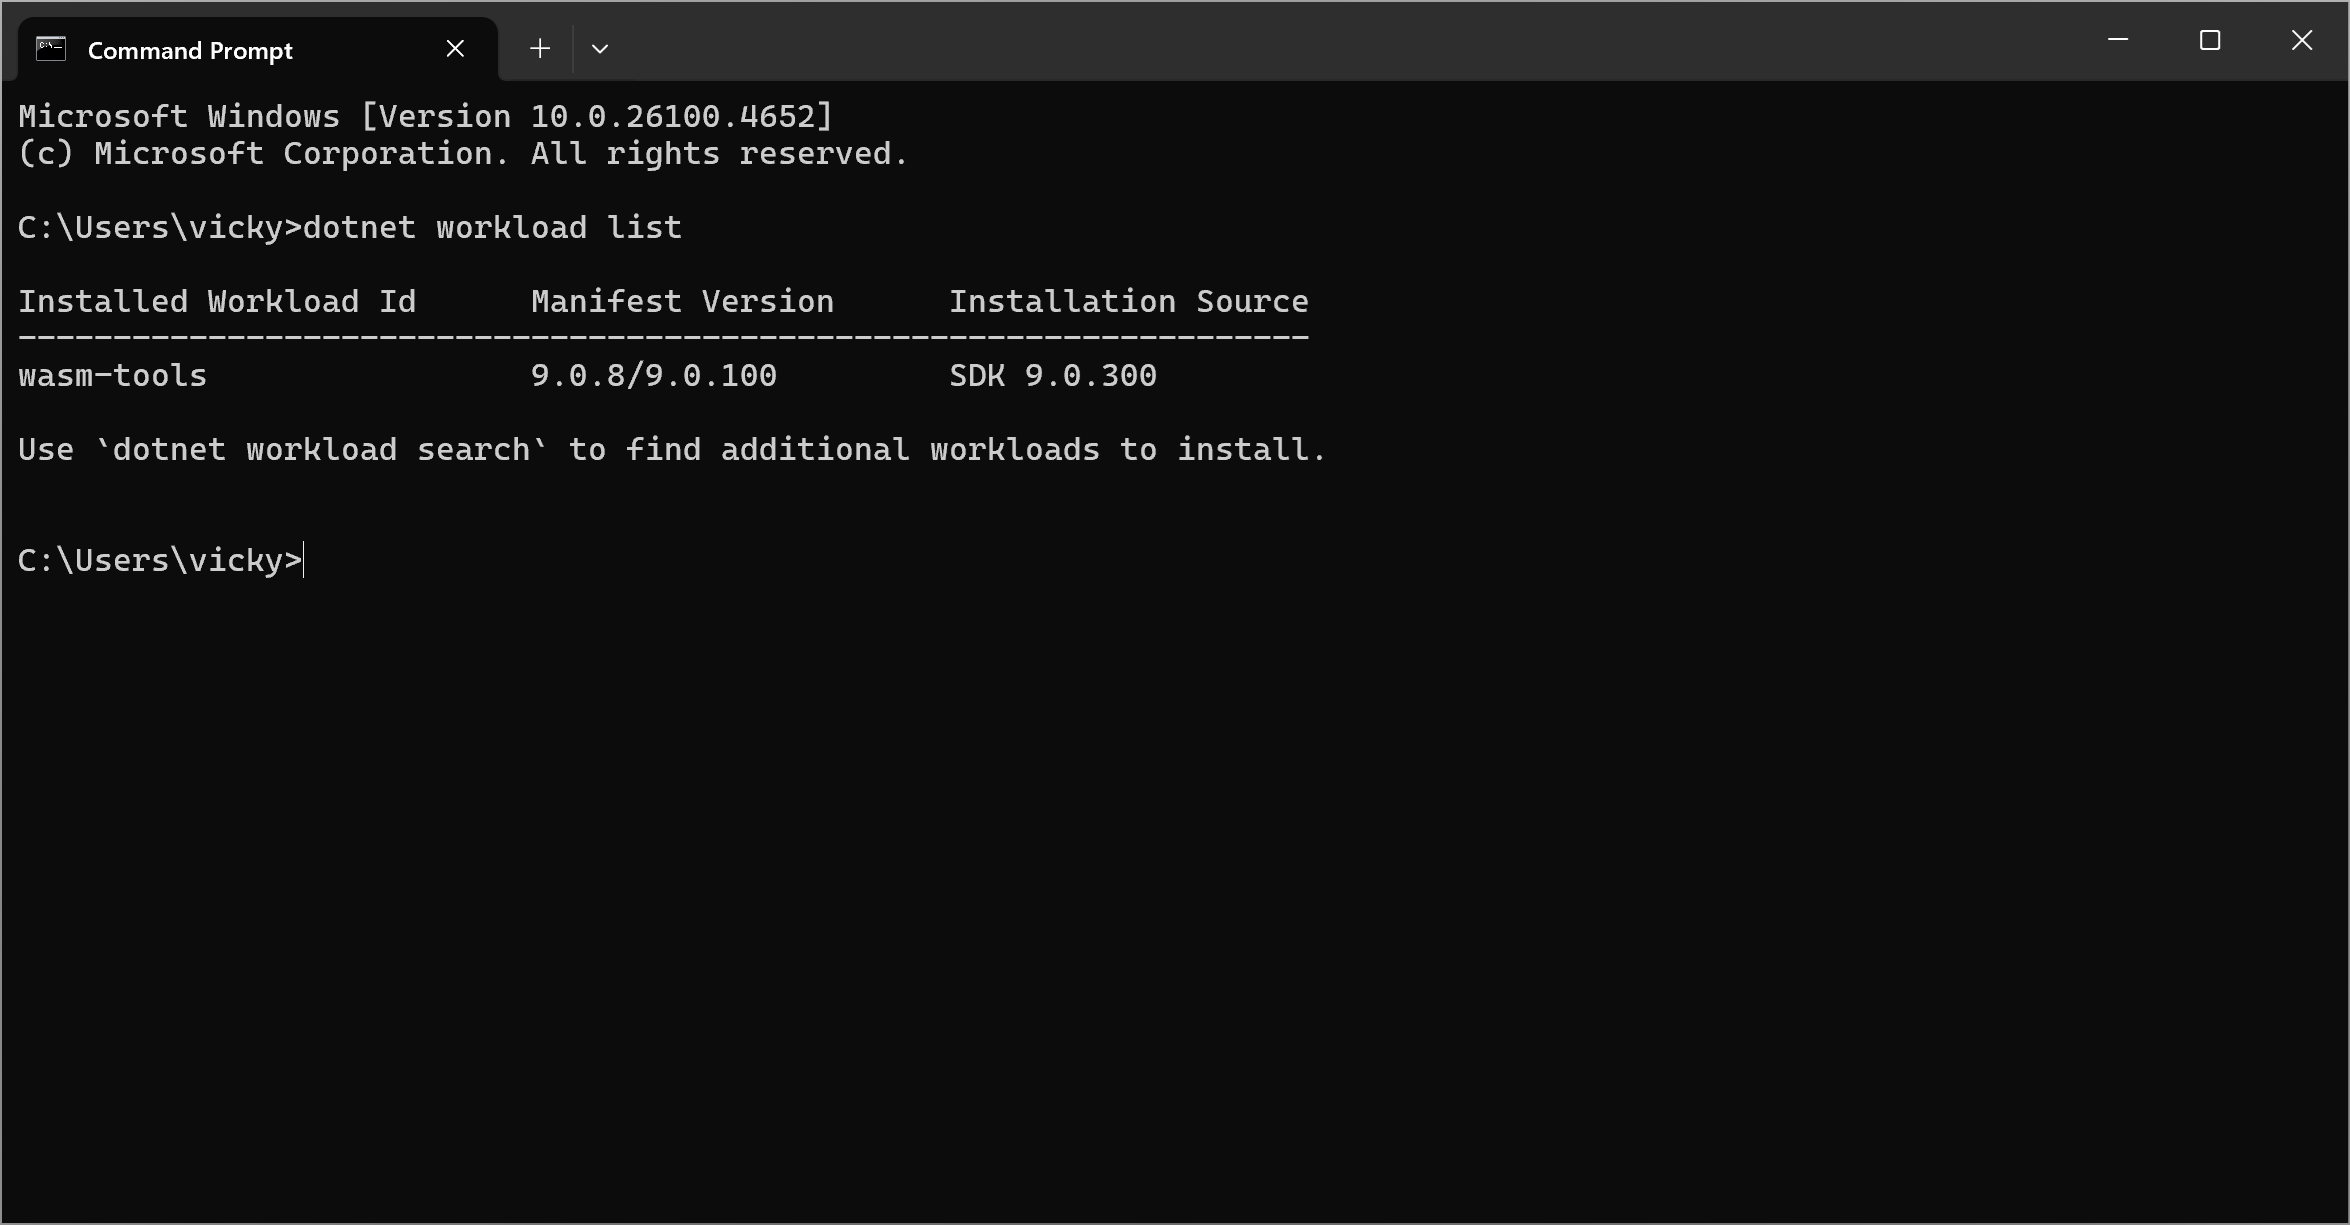 Command Prompt
Microsoft Windows [Version 10.0.26100.4652]
(c) Microsoft Corporation. All rights reserved.
C:\Users\vicky>dotnet workload list
Installed Workload Id      Manifest Version      Installation Source
--------------------------------------------------------------------
wasm-tools                 9.0.8/9.0.100         SDK 9.0.300
Use `dotnet workload search` to find additional workloads to install.
C:\Users\vicky>